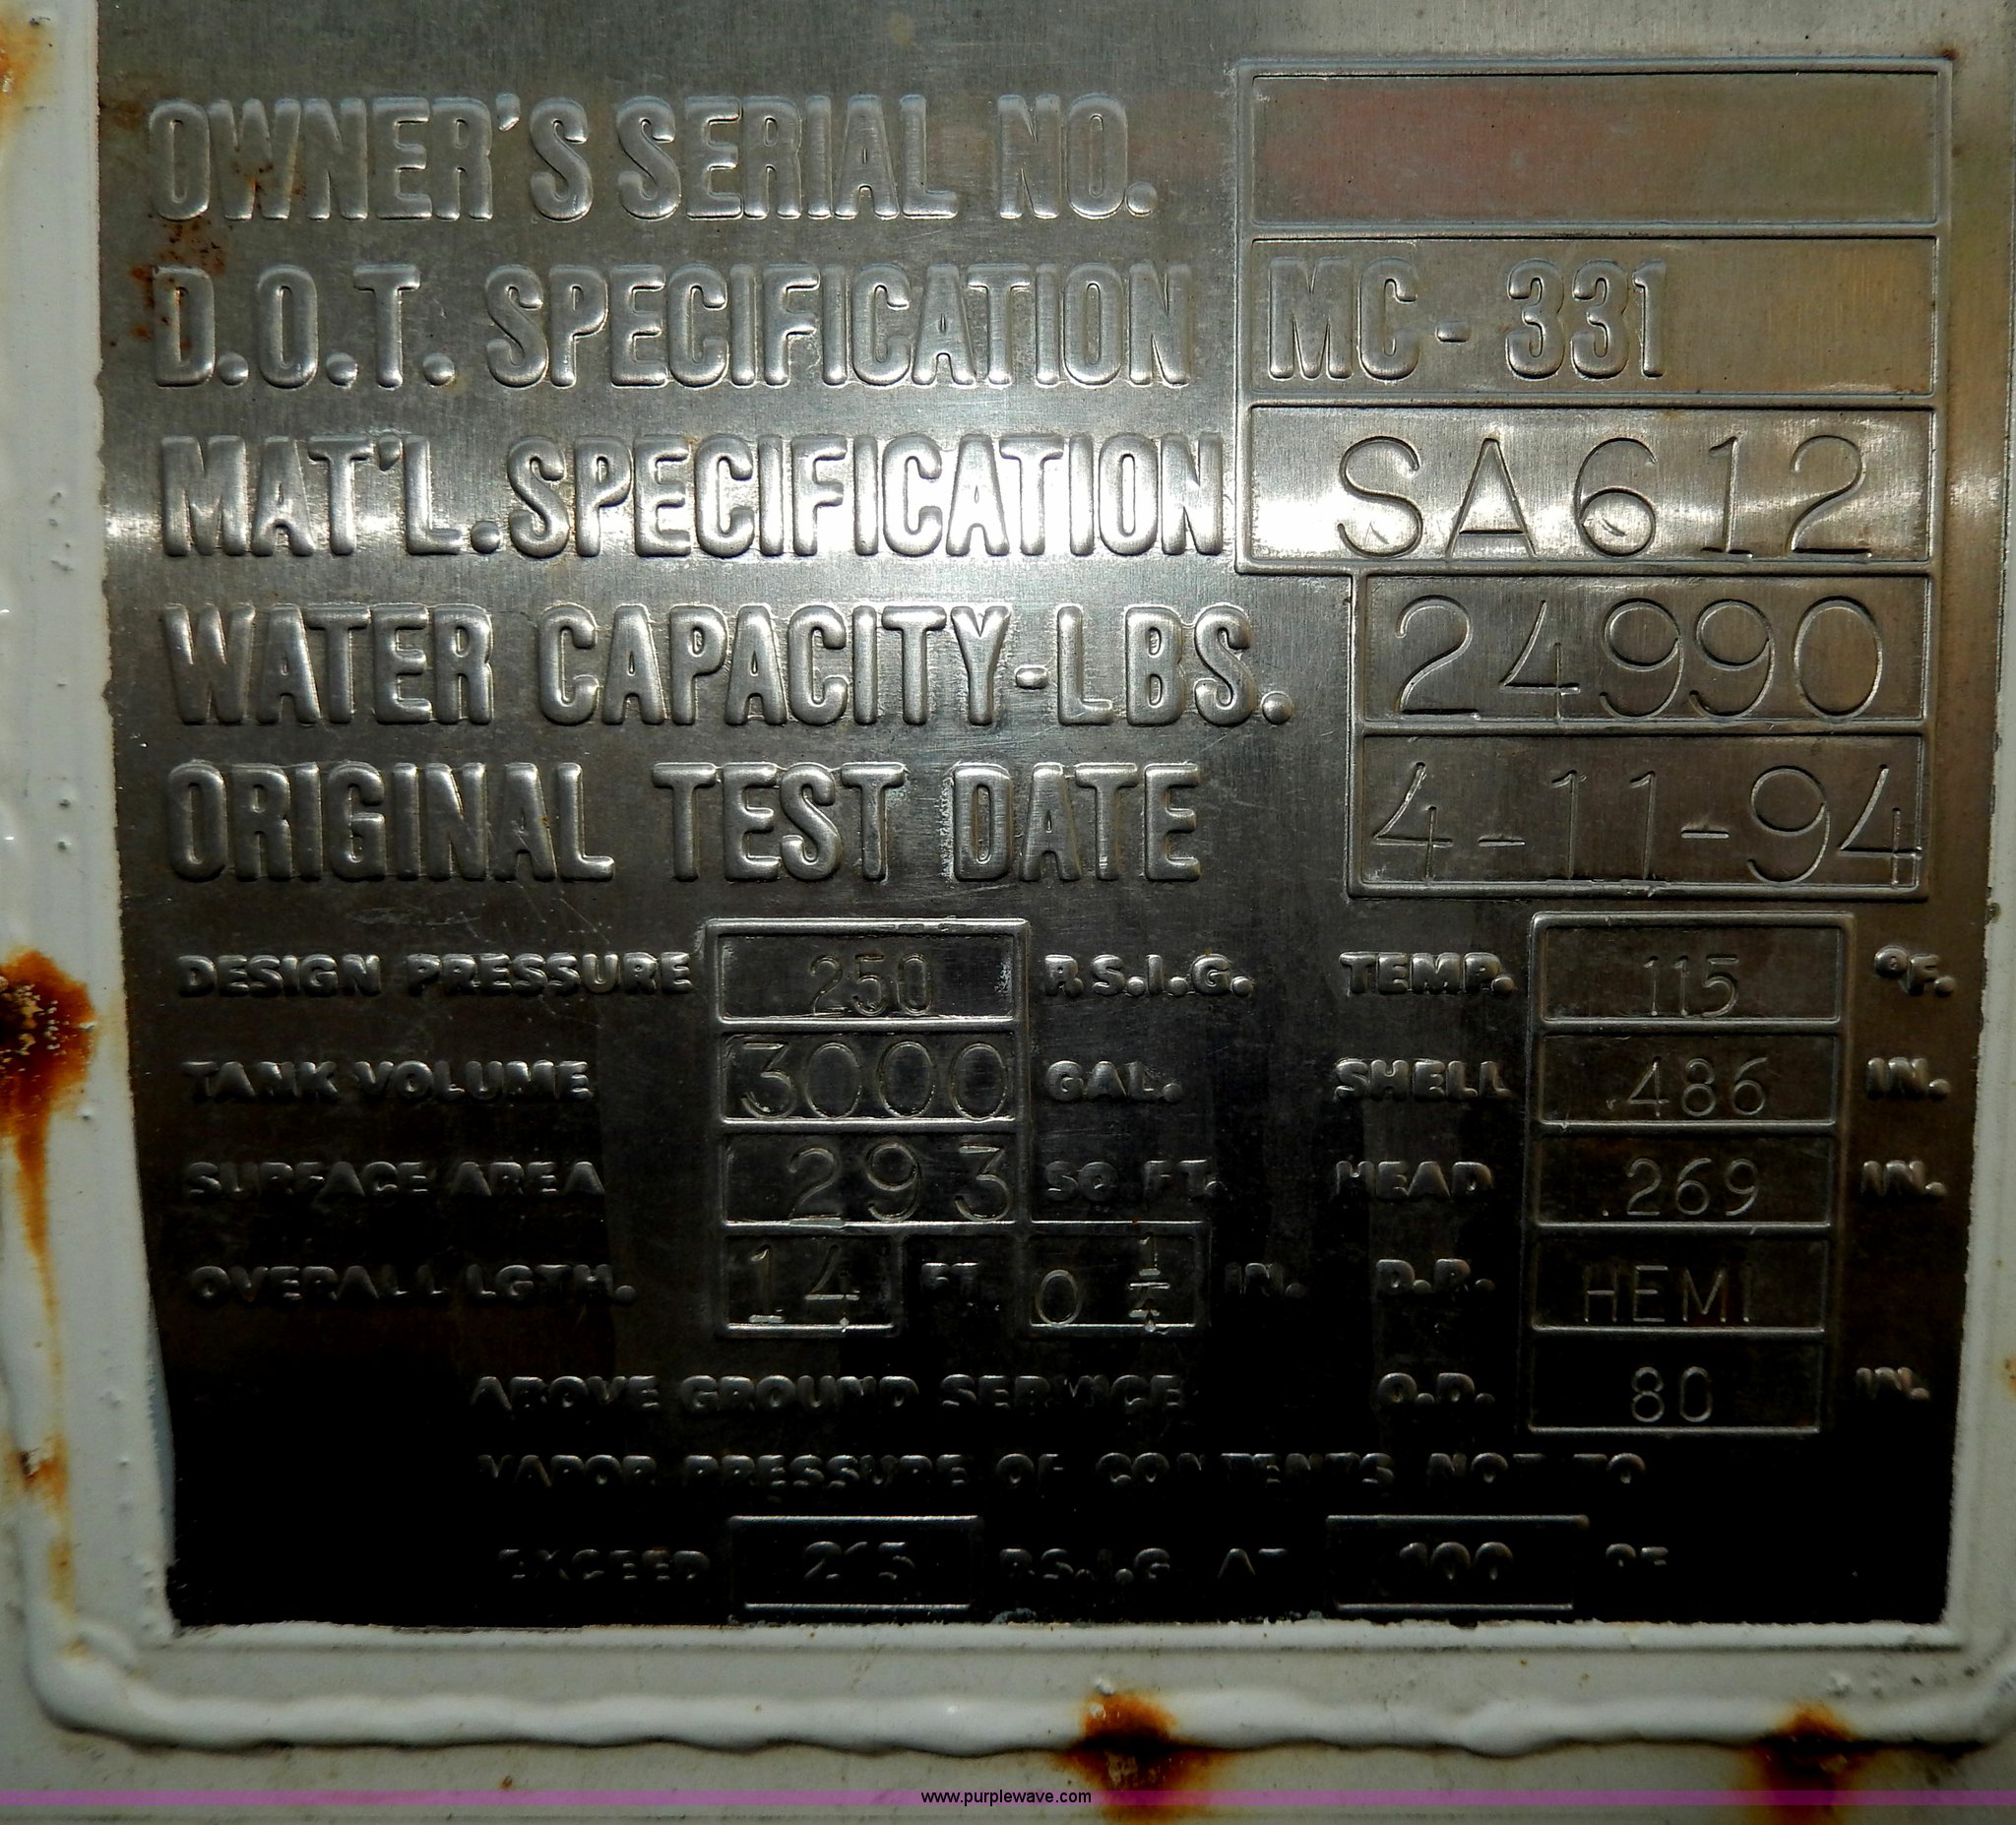 OWNER'S SERIAL NO.
D.O.T. SPECIFICATION MC-331
MAT'L. SPECIFICATION SA612
WATER CAPACITY-LBS. 24990
ORIGINAL TEST DATE 4-11-94
DESIGN PRESSURE 250 P.S.I.G. TEMP. 115 °F.
TANK VOLUME 3000 GAL. SHELL .486 IN.
SURFACE AREA 293 SQ FT. HEAD .269 IN.
OVERALL LGTH. 14 FT 0 1/4 IN. D.R. HEMI
ABOVE GROUND SERVICE O.D. 80 IN.
VAPOR PRESSURE OF CONTENTS NOT TO
EXCEED 215 P.S.I.G AT 100 °F
www.purplewave.com